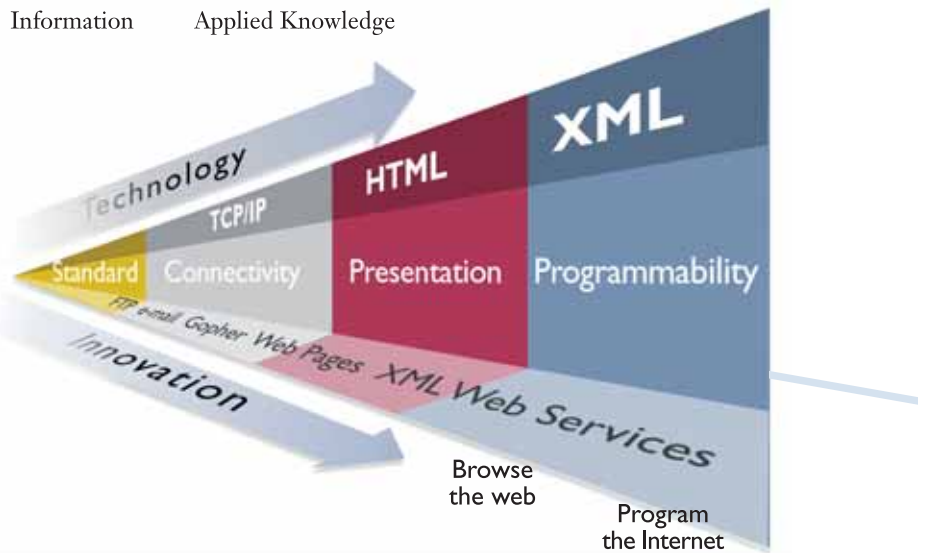 Information Applied Knowledge
Technology
TCP/IP
HTML
XML
Standard Connectivity Presentation Programmability
FTP e-mail Gopher Web Pages XML Web Services
Innovation
Browse
the web
Program
the Internet